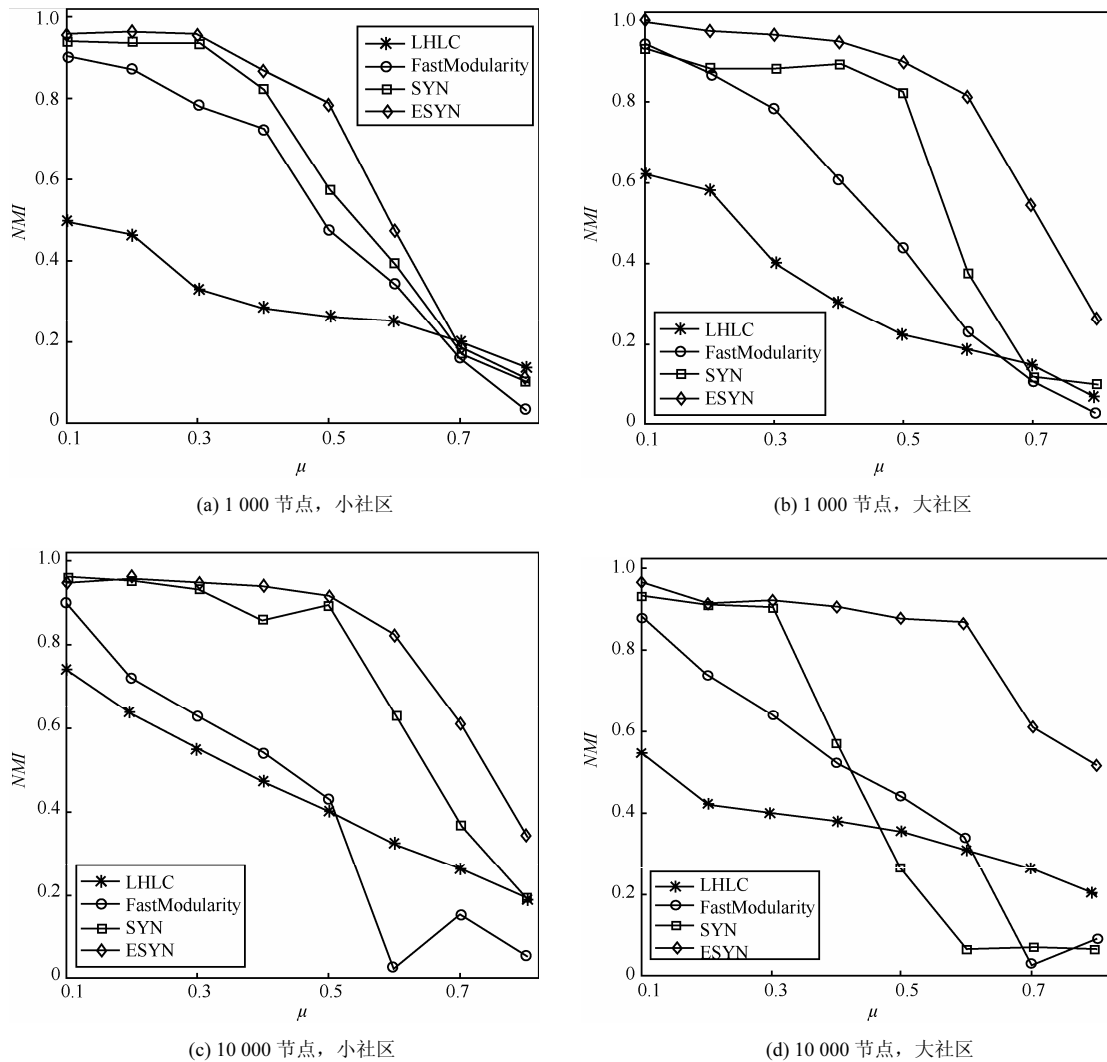 1.0
0.8
0.6
0.4
0.2
0
NMI
LHLC
FastModularity
SYN
ESYN
0.1 0.3 0.5 0.7
μ
(a) 1 000 节点，小社区
1.0
0.8
0.6
0.4
0.2
0
NMI
LHLC
FastModularity
SYN
ESYN
0.1 0.3 0.5 0.7
μ
(b) 1 000 节点，大社区
1.0
0.8
0.6
0.4
0.2
0
NMI
LHLC
FastModularity
SYN
ESYN
0.1 0.3 0.5 0.7
μ
(c) 10 000 节点，小社区
1.0
0.8
0.6
0.4
0.2
0
NMI
LHLC
FastModularity
SYN
ESYN
0.1 0.3 0.5 0.7
μ
(d) 10 000 节点，大社区